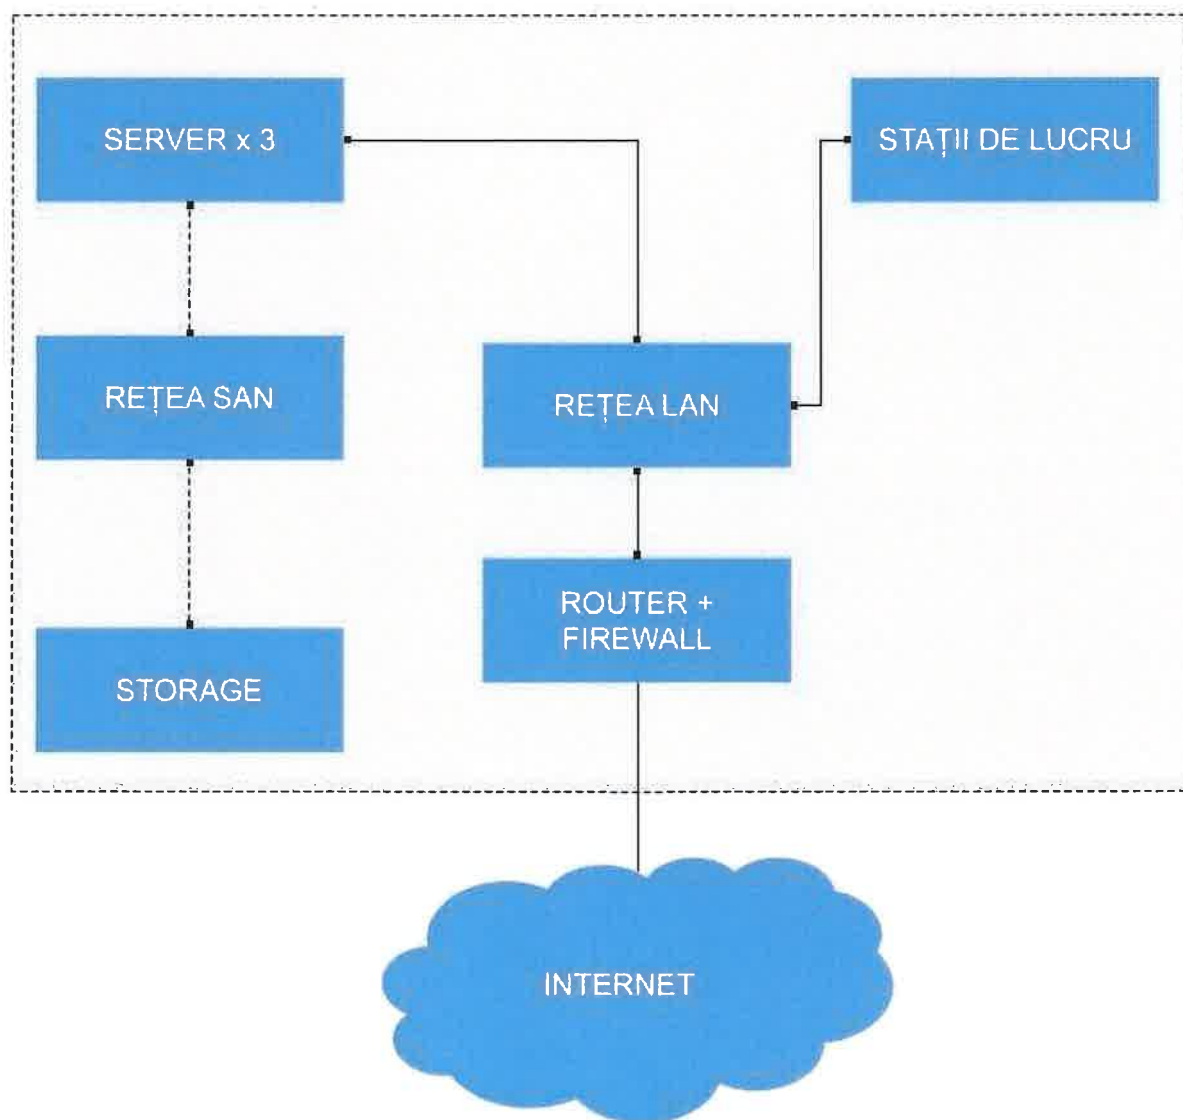 SERVER x 3
STAȚII DE LUCRU
REȚEA SAN
REȚEA LAN
ROUTER +
FIREWALL
STORAGE
INTERNET